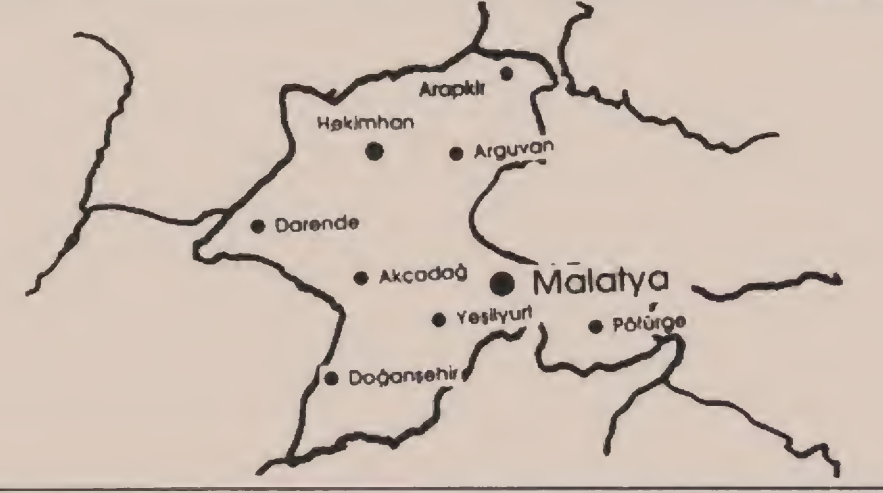 Arapkir
Hekimhan
Arguvan
Darende
Akçadağ
Malatya
Yeşilyurt
Pötürge
Doğanşehir